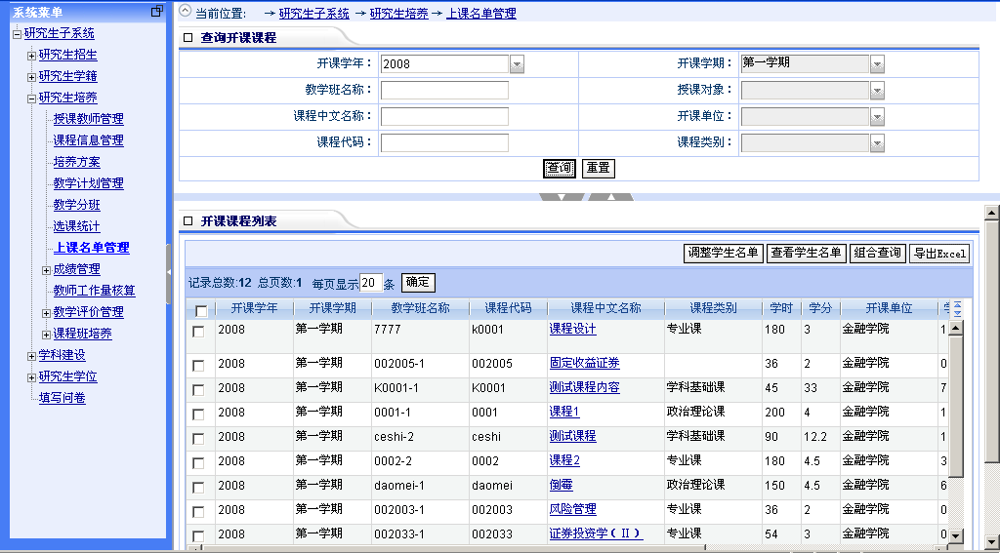 系统菜单
研究生子系统
研究生招生
研究生学籍
研究生培养
授课教师管理
课程信息管理
培养方案
教学计划管理
教学分班
选课统计
上课名单管理
成绩管理
教师工作量核算
教学评价管理
课程班培养
学科建设
研究生学位
填写问卷
当前位置: →研究生子系统 →研究生培养 →上课名单管理
查询开课课程
开课学年: 2008 开课学期: 第一学期
教学班名称: 授课对象:
课程中文名称: 开课单位:
课程代码: 课程类别:
查询 重置
开课课程列表
调整学生名单 查看学生名单 组合查询 导出Excel
记录总数:12 总页数:1 每页显示20条 确定
开课学年 开课学期 教学班名称 课程代码 课程中文名称 课程类别 学时 学分 开课单位
2008 第一学期 7777 k0001 课程设计 专业课 180 3 金融学院 1
2008 第一学期 002005-1 002005 固定收益证券 36 2 金融学院 0
2008 第一学期 K0001-1 K0001 测试课程内容 学科基础课 45 33 金融学院 7
2008 第一学期 0001-1 0001 课程1 政治理论课 200 4 金融学院 1
2008 第一学期 ceshi-2 ceshi 测试课程 学科基础课 90 12.2 金融学院 1
2008 第一学期 0002-2 0002 课程2 专业课 180 4.5 金融学院 3
2008 第一学期 daomei-1 daomei 倒霉 政治理论课 150 4.5 金融学院 6
2008 第一学期 002003-1 002003 风险管理 专业课 36 2 金融学院 0
2008 第一学期 002033-1 002033 证券投资学(Ⅱ) 专业课 54 3 金融学院 0